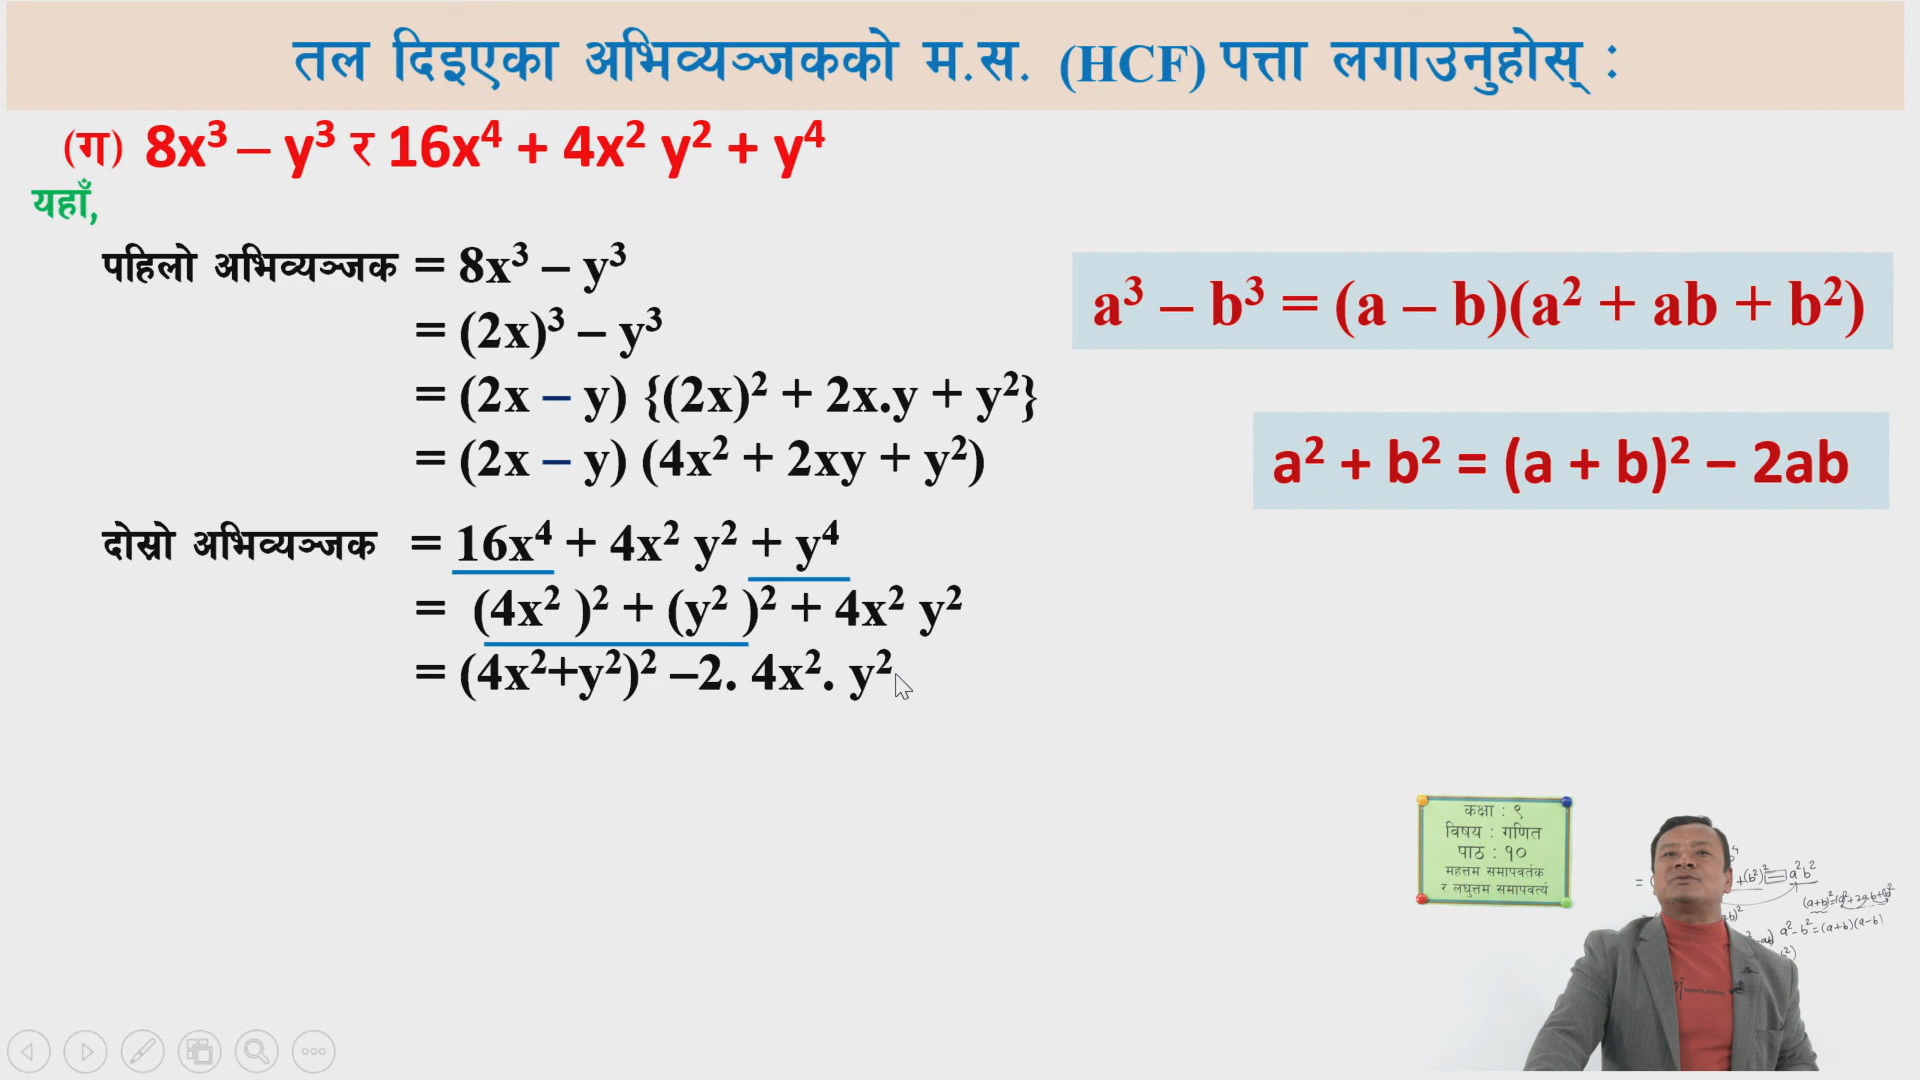 तल दिइएका अभिव्यञ्जकको म.स. (HCF) पत्ता लगाउनुहोस् :
(ग) 8x³ – y³ र 16x⁴ + 4x² y² + y⁴
यहाँ,
पहिलो अभिव्यञ्जक = 8x³ – y³
= (2x)³ – y³
= (2x – y) {(2x)² + 2x.y + y²}
= (2x – y) (4x² + 2xy + y²)
a³ – b³ = (a – b)(a² + ab + b²)
a² + b² = (a + b)² – 2ab
दोस्रो अभिव्यञ्जक = 16x⁴ + 4x² y² + y⁴
= (4x² )² + (y² )² + 4x² y²
= (4x²+y²)² –2. 4x². y²
कक्षा : ९
विषय : गणित
पाठ : १०
महत्तम समापवर्तक
र लघुत्तम समापवर्त्य
a² – b² = (a+b)(a–b)